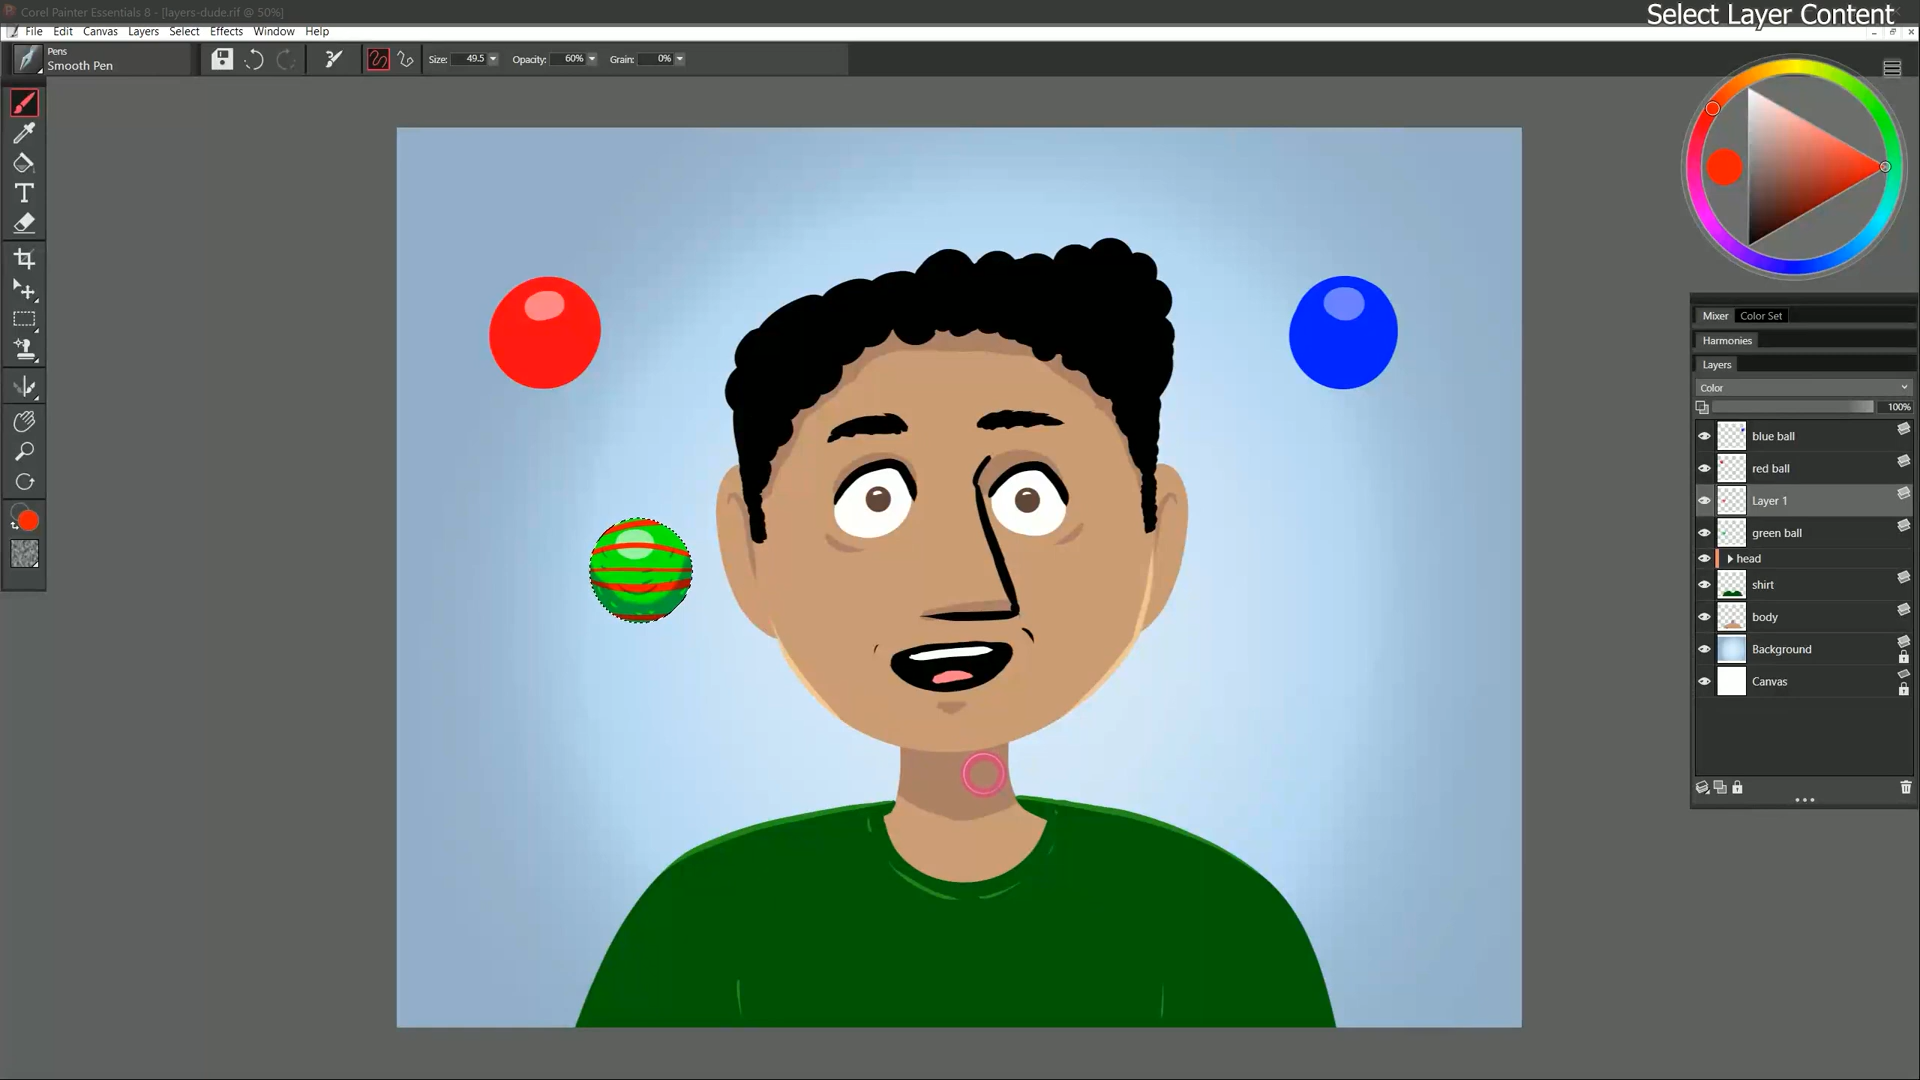 Corel Painter Essentials 8 - [layers-dude.rif @ 50%]
Select Layer Content
File Edit Canvas Layers Select Effects Window Help
Pens
Smooth Pen
Size: 49.5 Opacity: 60% Grain: 0%
T
Mixer Color Set
Harmonies
Layers
Color
100%
blue ball
red ball
Layer 1
green ball
head
shirt
body
Background
Canvas